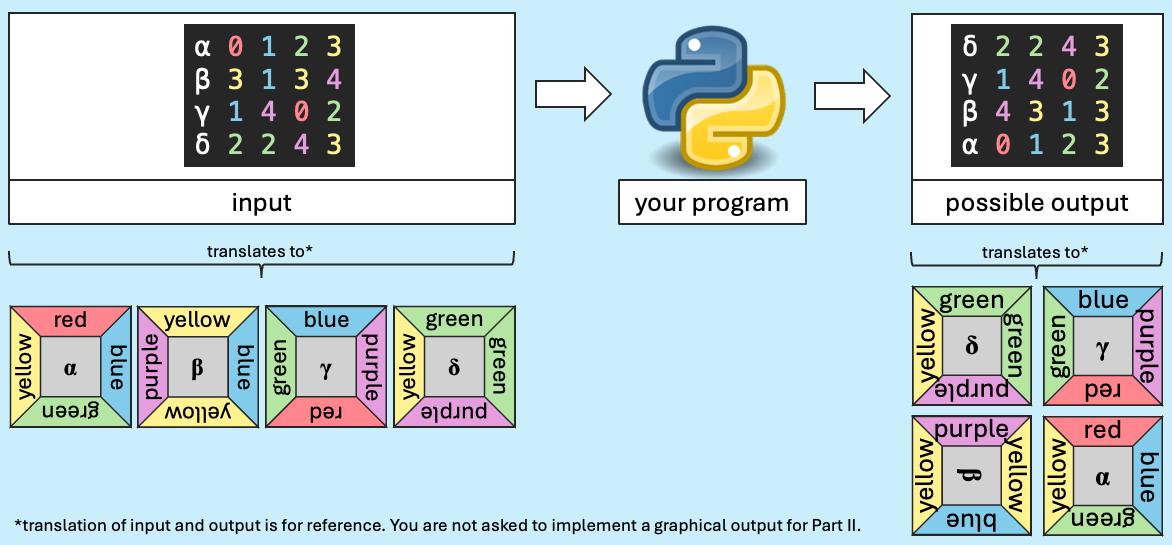 α 0 1 2 3
β 3 1 3 4
γ 1 4 0 2
δ 2 2 4 3
input
your program
δ 2 2 4 3
γ 1 4 0 2
β 4 3 1 3
α 0 1 2 3
possible output
translates to*
translates to*
red
yellow
α
blue
green
yellow
purple
β
blue
yellow
blue
green
γ
purple
red
green
yellow
δ
green
purple
green
yellow
δ
green
purple
blue
green
γ
purple
red
purple
yellow
β
yellow
blue
red
yellow
α
blue
green
*translation of input and output is for reference. You are not asked to implement a graphical output for Part II.